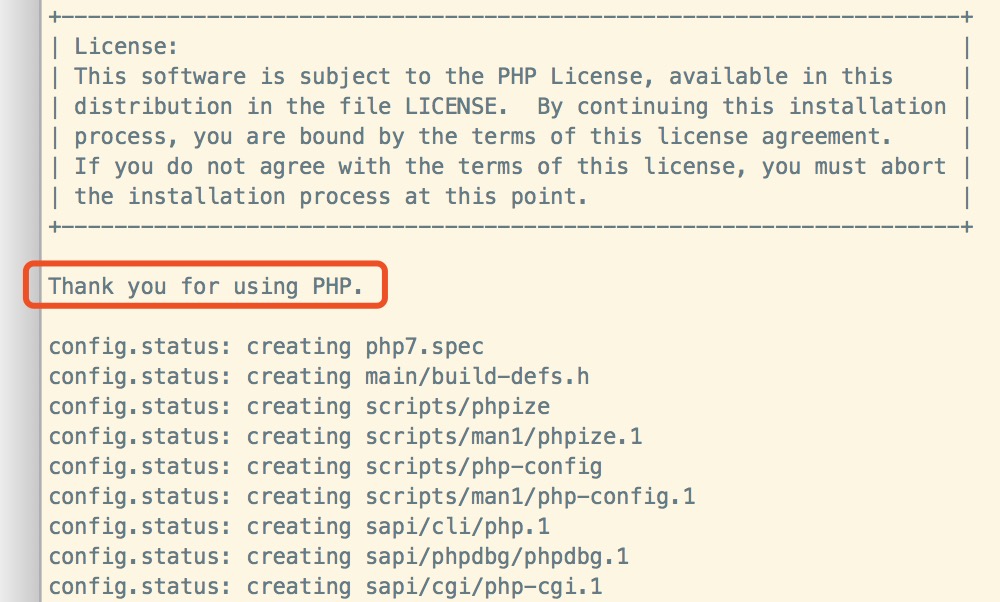 +--------------------------------------------------------------------+
| License:                                                           |
| This software is subject to the PHP License, available in this     |
| distribution in the file LICENSE.  By continuing this installation |
| process, you are bound by the terms of this license agreement.     |
| If you do not agree with the terms of this license, you must abort |
| the installation process at this point.                            |
+--------------------------------------------------------------------+
Thank you for using PHP.
config.status: creating php7.spec
config.status: creating main/build-defs.h
config.status: creating scripts/phpize
config.status: creating scripts/man1/phpize.1
config.status: creating scripts/php-config
config.status: creating scripts/man1/php-config.1
config.status: creating sapi/cli/php.1
config.status: creating sapi/phpdbg/phpdbg.1
config.status: creating sapi/cgi/php-cgi.1